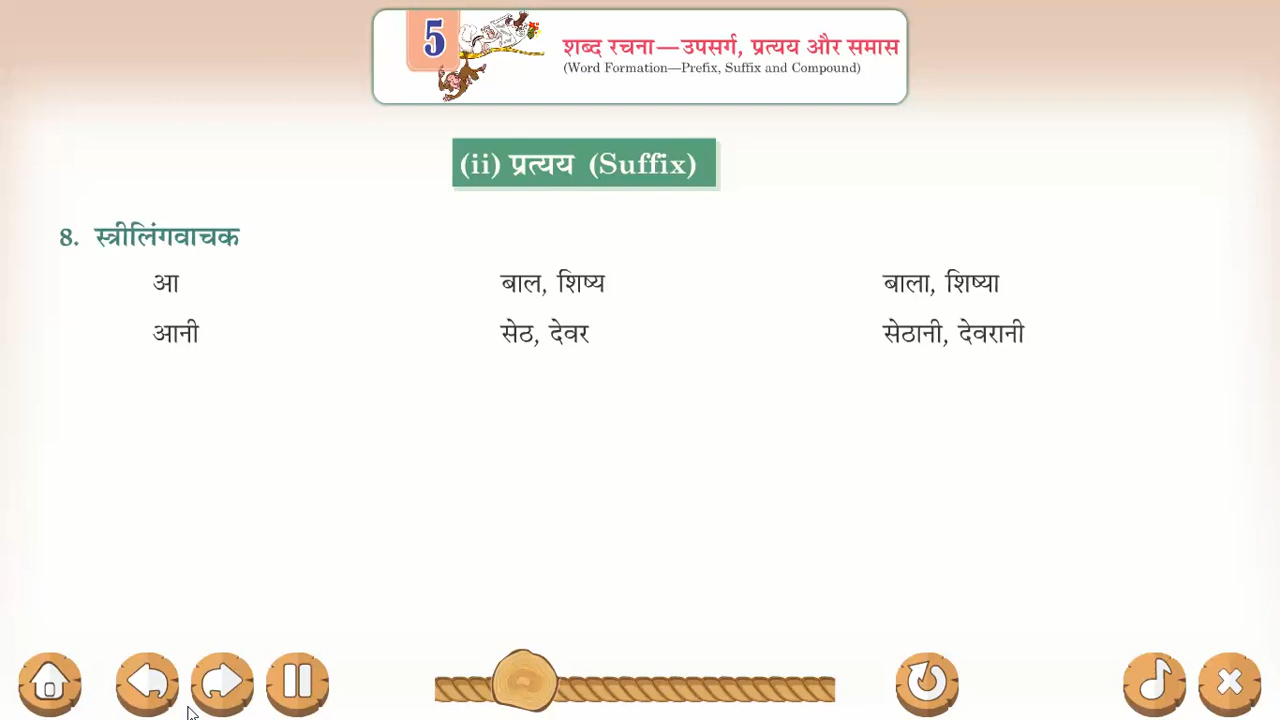 5
शब्द रचना—उपसर्ग, प्रत्यय और समास
(Word Formation—Prefix, Suffix and Compound)
(ii) प्रत्यय (Suffix)
8. स्त्रीलिंगवाचक
आ बाल, शिष्य बाला, शिष्या
आनी सेठ, देवर सेठानी, देवरानी